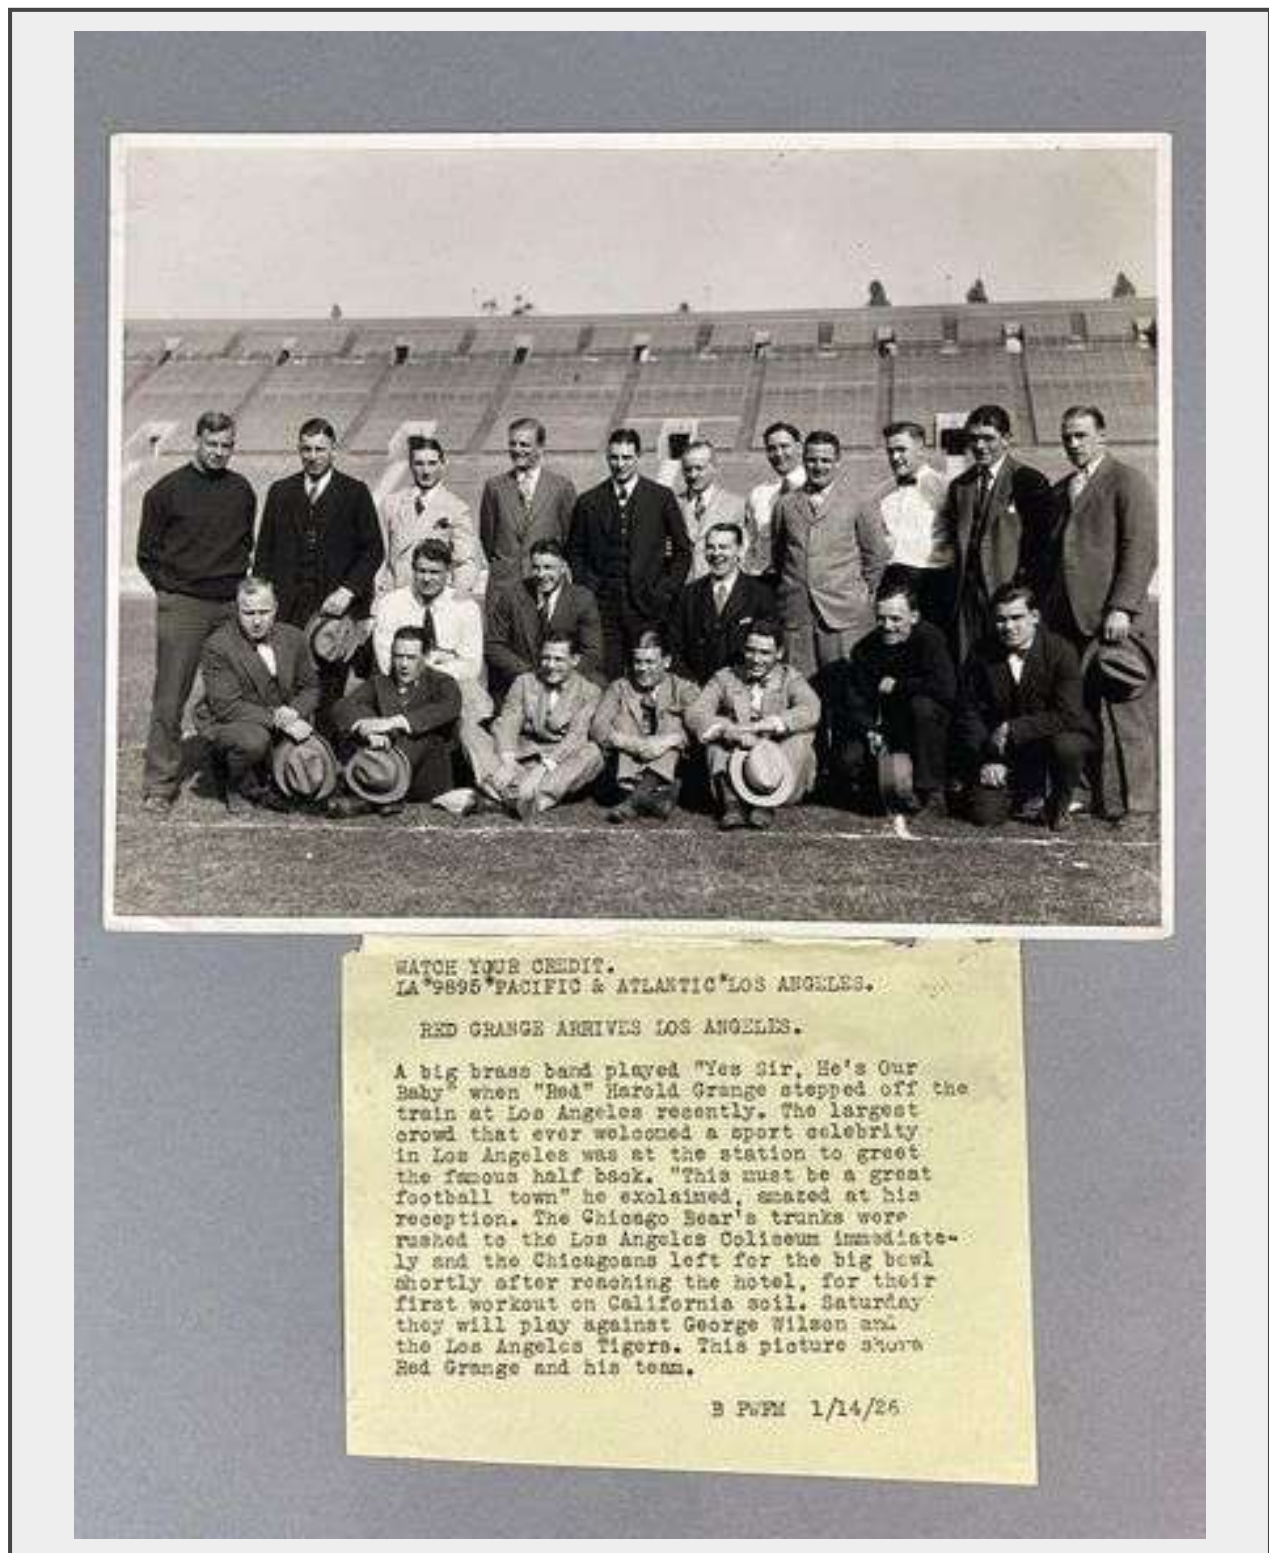 WATCH YOUR CREDIT.
LA*9895*PACIFIC & ATLANTIC*LOS ANGELES.
RED GRANGE ARRIVES LOS ANGELES.
A big brass band played "Yes Sir, He's Our
Baby" when "Red" Harold Grange stepped off the
train at Los Angeles recently. The largest
crowd that ever welcomed a sport celebrity
in Los Angeles was at the station to greet
the famous half back. "This must be a great
football town" he exclaimed, amazed at his
reception. The Chicago Bear's trunks were
rushed to the Los Angeles Coliseum immediate-
ly and the Chicagoans left for the big bowl
shortly after reaching the hotel, for their
first workout on California soil. Saturday
they will play against George Wilson and
the Los Angeles Tigers. This picture shows
Red Grange and his team.
B PWFM 1/14/26